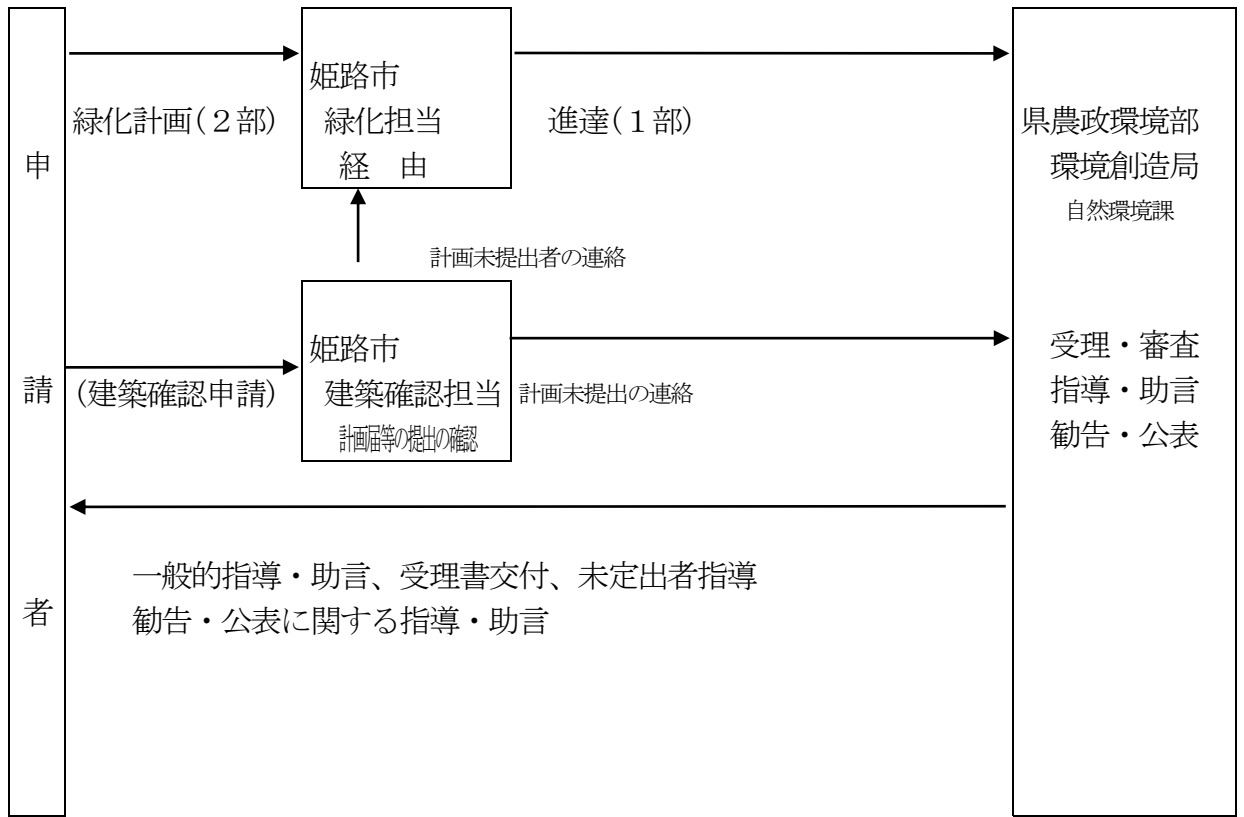 申請者
緑化計画(２部)
姫路市
緑化担当
経　由
進達(１部)
県農政環境部
環境創造局
自然環境課
計画未提出者の連絡
(建築確認申請)
姫路市
建築確認担当
計画届等の提出の確認
計画未提出の連絡
受理・審査
指導・助言
勧告・公表
一般的指導・助言、受理書交付、未定出者指導
勧告・公表に関する指導・助言